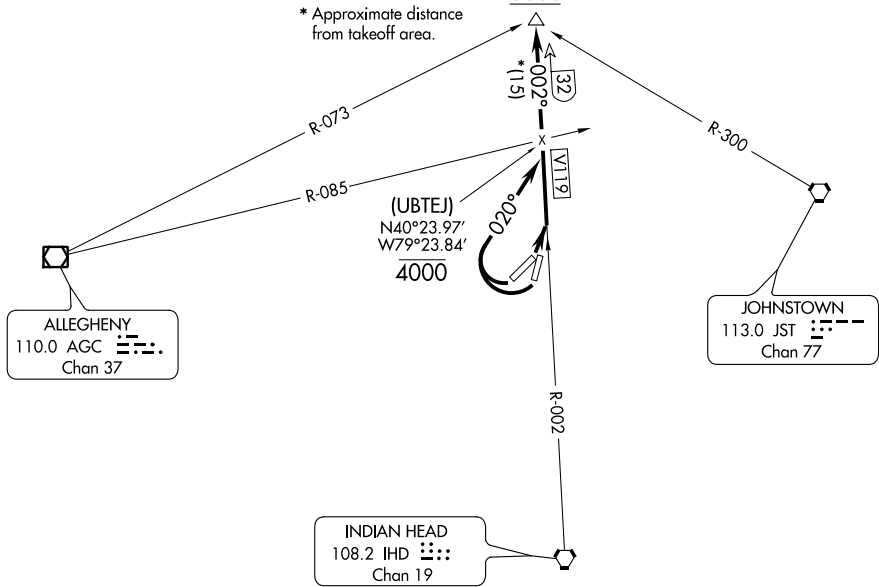 * Approximate distance
from takeoff area.
002°
*(15)
32
R-073
R-300
R-085
V119
020°
(UBTEJ)
N40°23.97'
W79°23.84'
4000
ALLEGHENY
110.0 AGC
Chan 37
JOHNSTOWN
113.0 JST
Chan 77
R-002
INDIAN HEAD
108.2 IHD
Chan 19